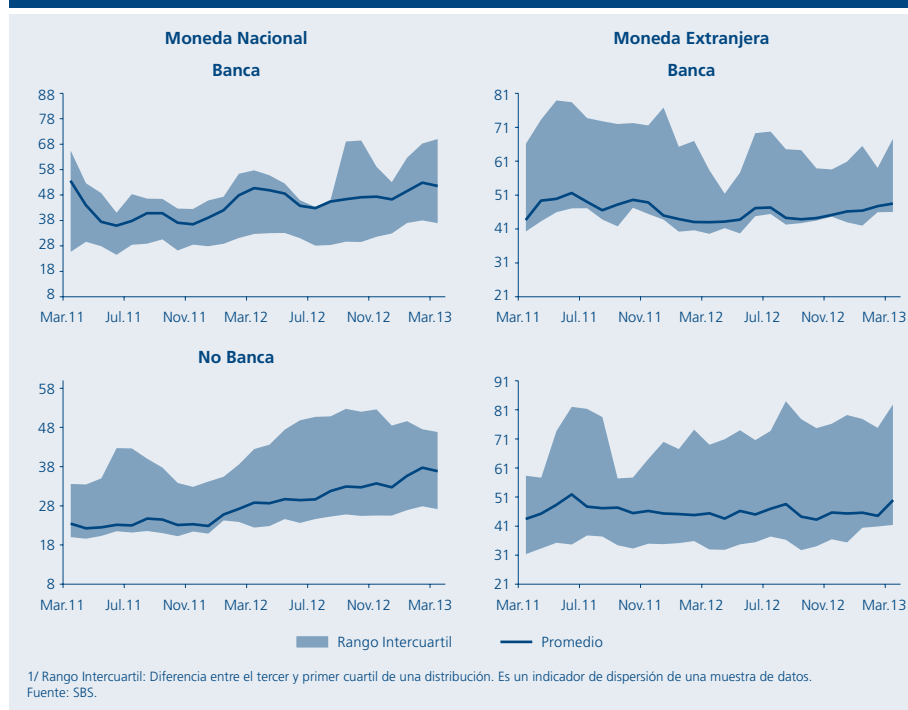 Moneda Nacional
Banca
88
78
68
58
48
38
28
18
8
Mar.11 Jul.11 Nov.11 Mar.12 Jul.12 Nov.12 Mar.13
Moneda Extranjera
Banca
81
71
61
51
41
31
21
Mar.11 Jul.11 Nov.11 Mar.12 Jul.12 Nov.12 Mar.13
No Banca
58
48
38
28
18
8
Mar.11 Jul.11 Nov.11 Mar.12 Jul.12 Nov.12 Mar.13
91
81
71
61
51
41
31
21
Mar.11 Jul.11 Nov.11 Mar.12 Jul.12 Nov.12 Mar.13
Rango Intercuartil Promedio
1/ Rango Intercuartil: Diferencia entre el tercer y primer cuartil de una distribución. Es un indicador de dispersión de una muestra de datos.
Fuente: SBS.